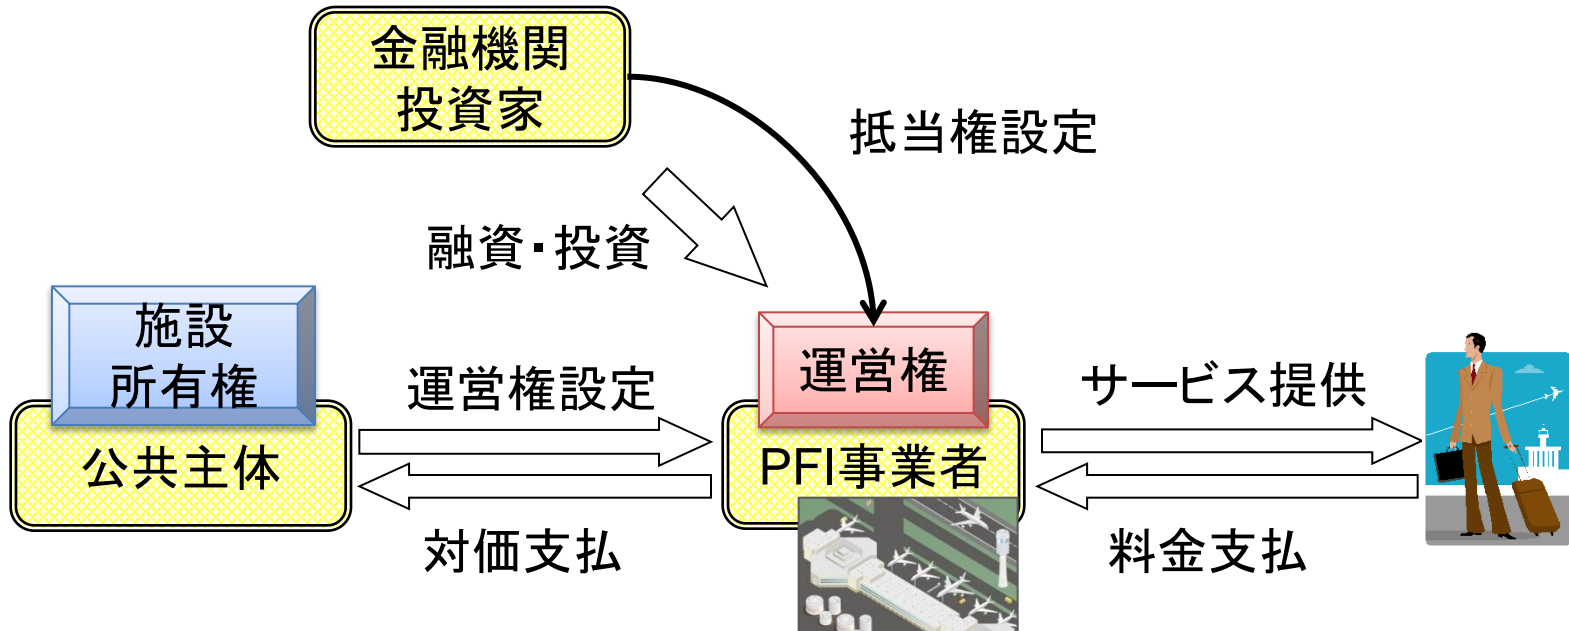 金融機関
投資家
抵当権設定
融資・投資
施設
所有権
運営権
運営権設定
サービス提供
公共主体
PFI事業者
対価支払
料金支払